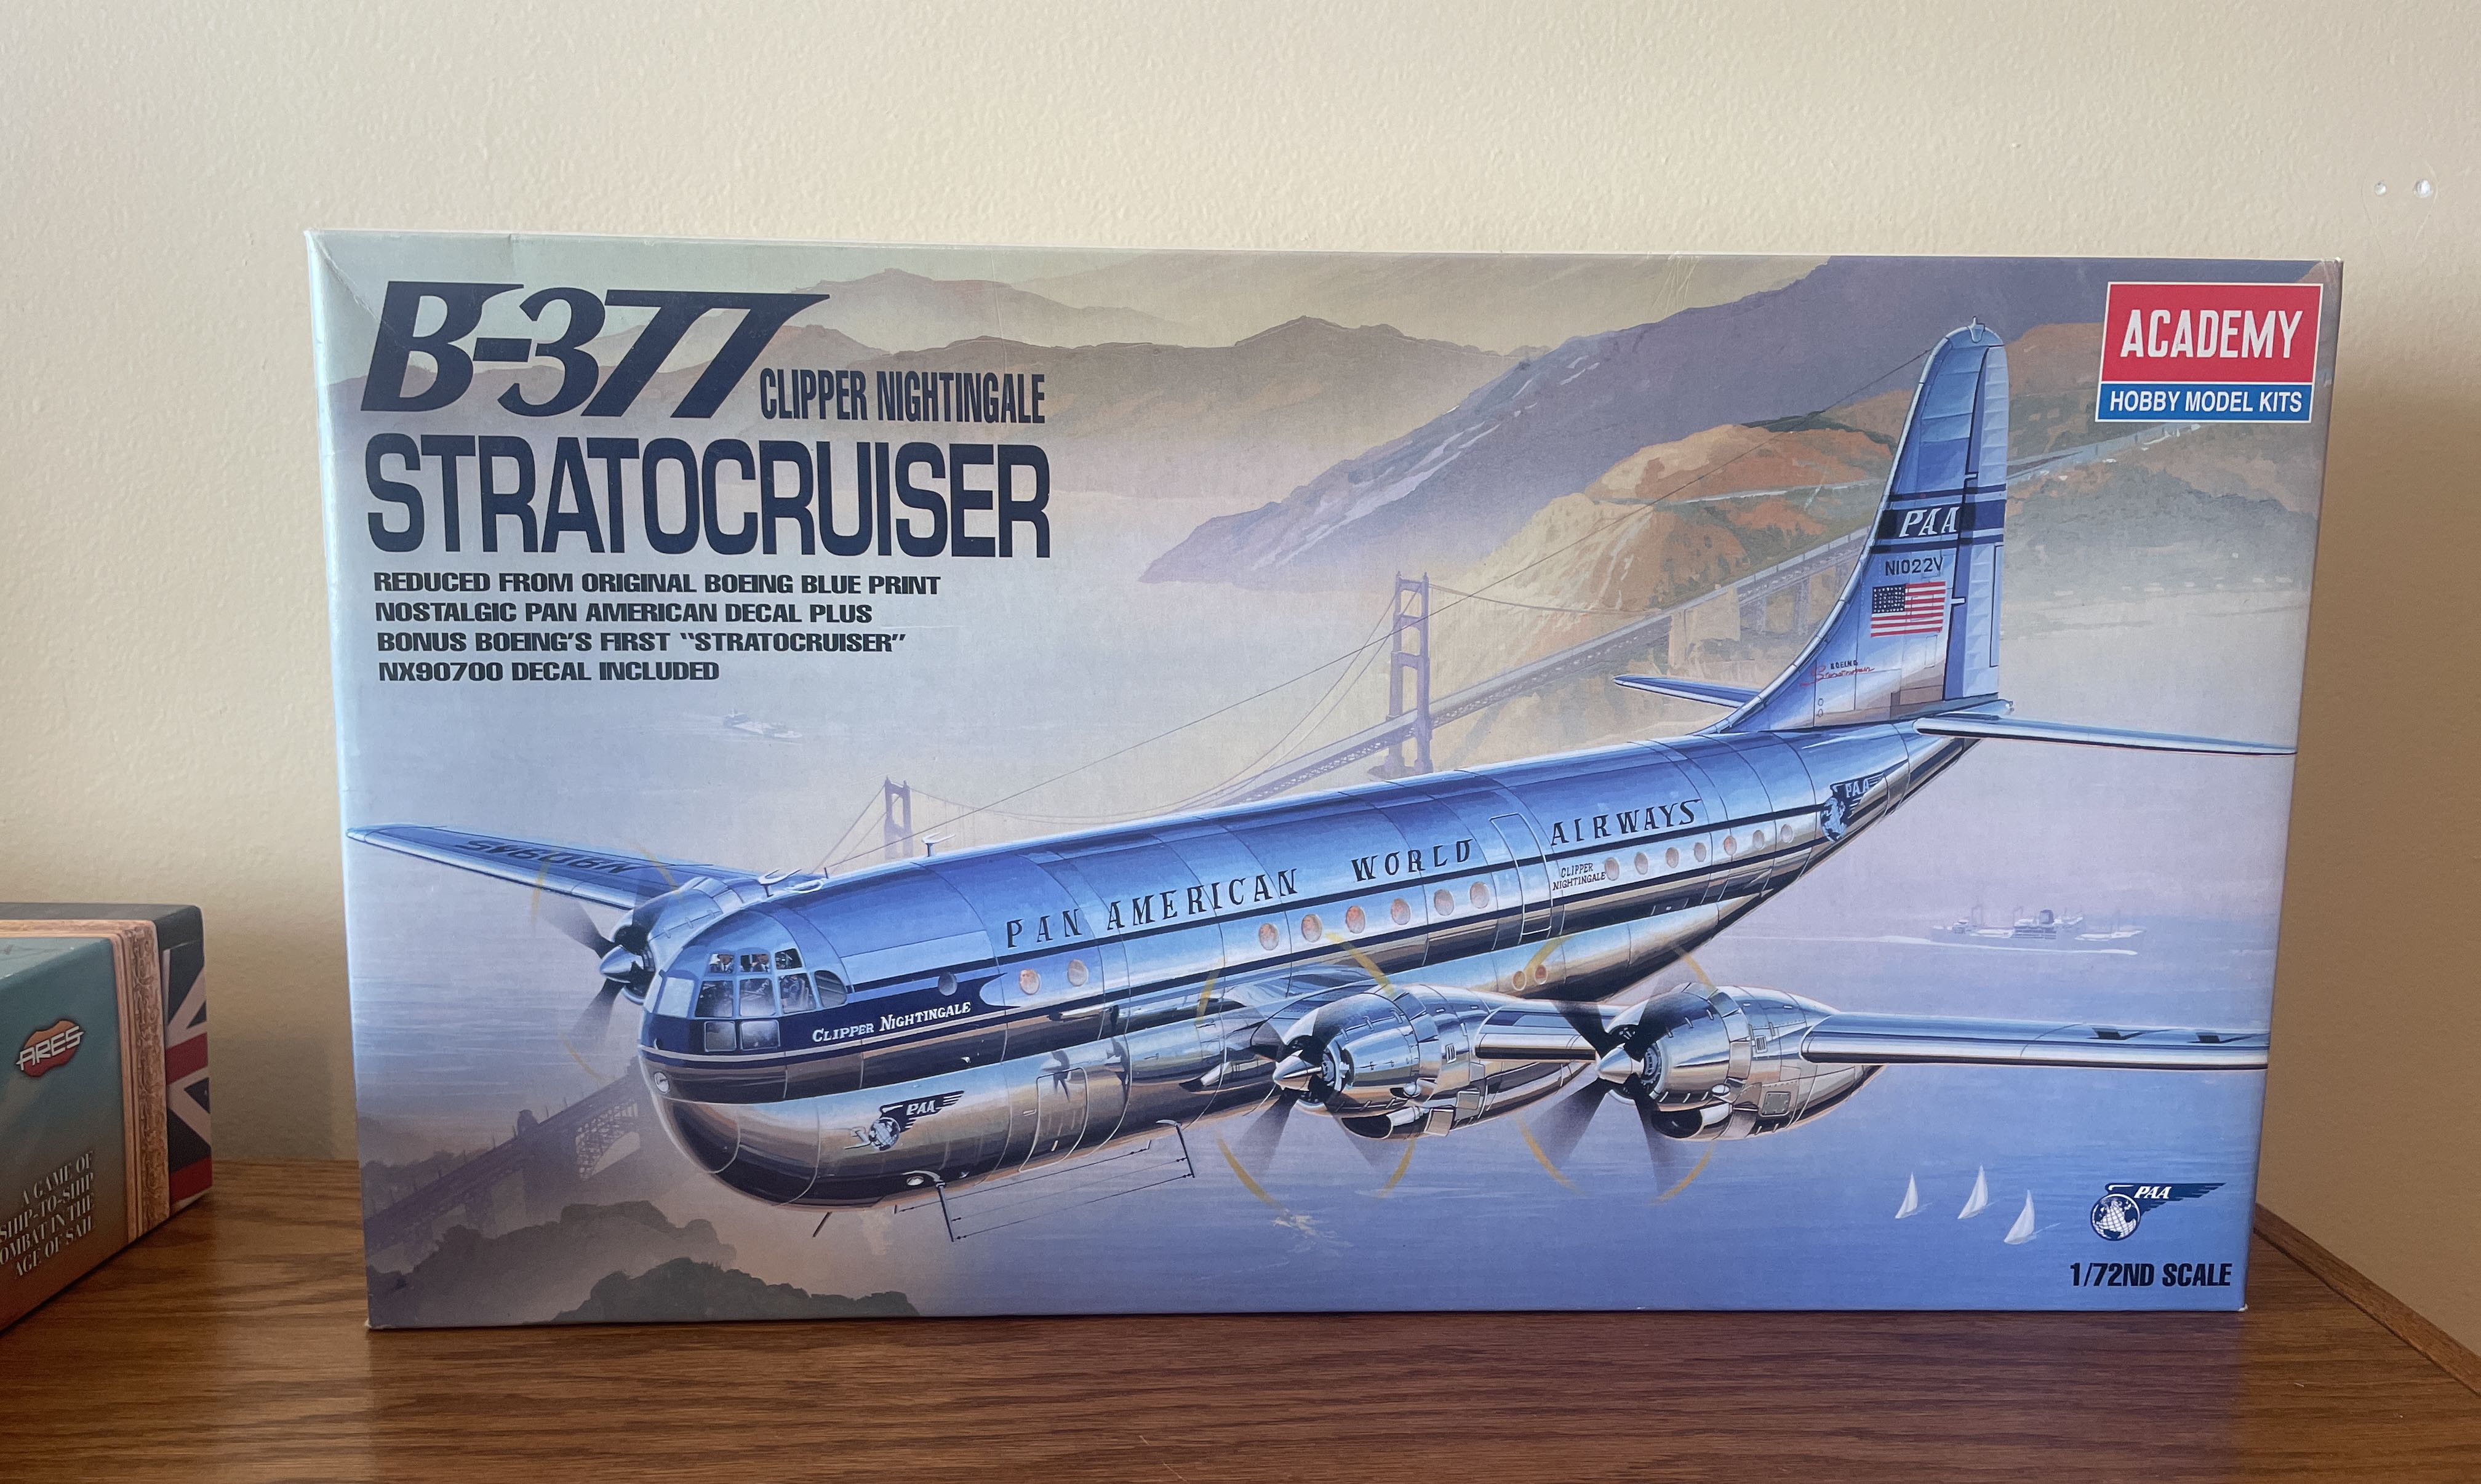 B-377
CLIPPER NIGHTINGALE
STRATOCRUISER
REDUCED FROM ORIGINAL BOEING BLUE PRINT
NOSTALGIC PAN AMERICAN DECAL PLUS
BONUS BOEING'S FIRST "STRATOCRUISER"
NX90700 DECAL INCLUDED
ACADEMY
HOBBY MODEL KITS
PAA
N1022V
BOEING
PAN AMERICAN WORLD AIRWAYS
CLIPPER
NIGHTINGALE
PAA
CLIPPER NIGHTINGALE
PAA
PAA
1/72ND SCALE
ARES
A GAME OF
SHIP-TO-SHIP
COMBAT IN THE
AGE OF SAIL